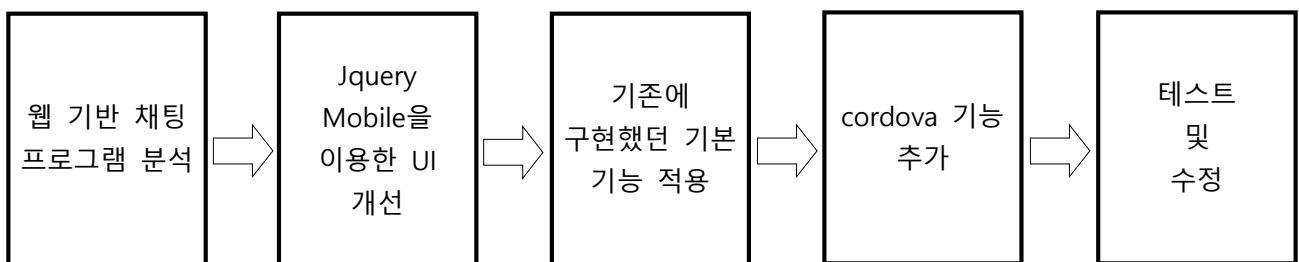 웹 기반 채팅
프로그램 분석
Jquery
Mobile을
이용한 UI
개선
기존에
구현했던 기본
기능 적용
cordova 기능
추가
테스트
및
수정